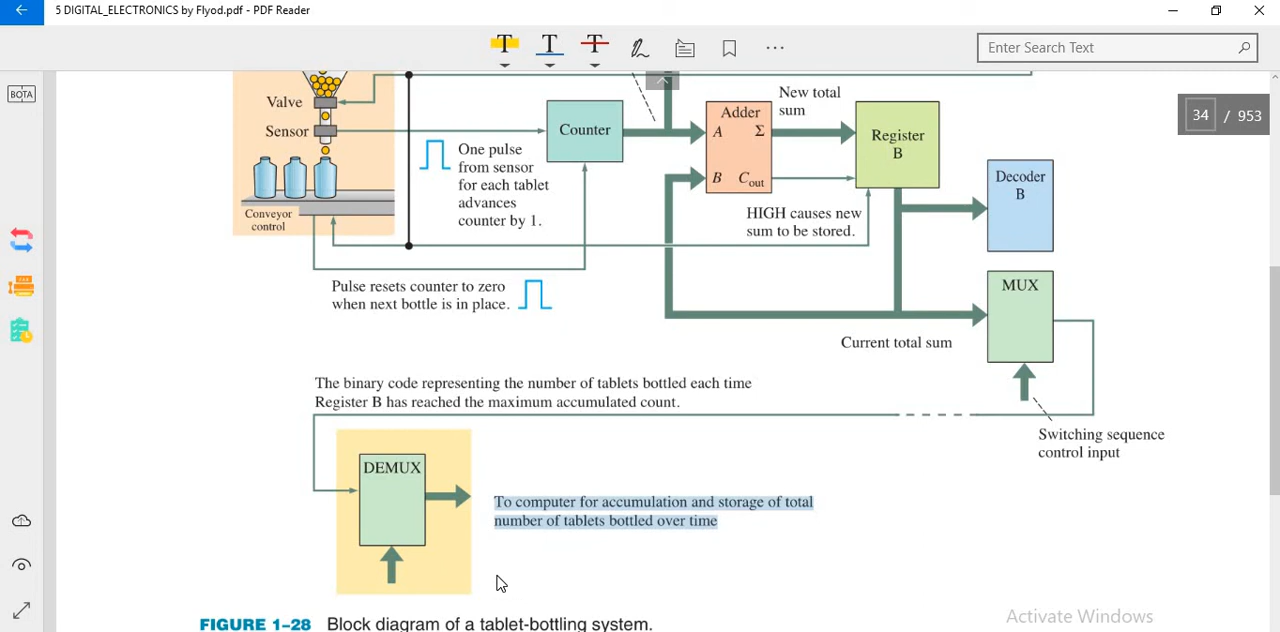 5 DIGITAL_ELECTRONICS by Flyod.pdf - PDF Reader
T T T
Enter Search Text
BOTA
34 / 953
Valve
Sensor
Conveyor
control
One pulse
from sensor
for each tablet
advances
counter by 1.
Counter
Adder
A Σ
B Cout
New total
sum
Register
B
HIGH causes new
sum to be stored.
Decoder
B
MUX
Pulse resets counter to zero
when next bottle is in place.
Current total sum
The binary code representing the number of tablets bottled each time
Register B has reached the maximum accumulated count.
Switching sequence
control input
DEMUX
To computer for accumulation and storage of total
number of tablets bottled over time
FIGURE 1–28 Block diagram of a tablet-bottling system.
Activate Windows